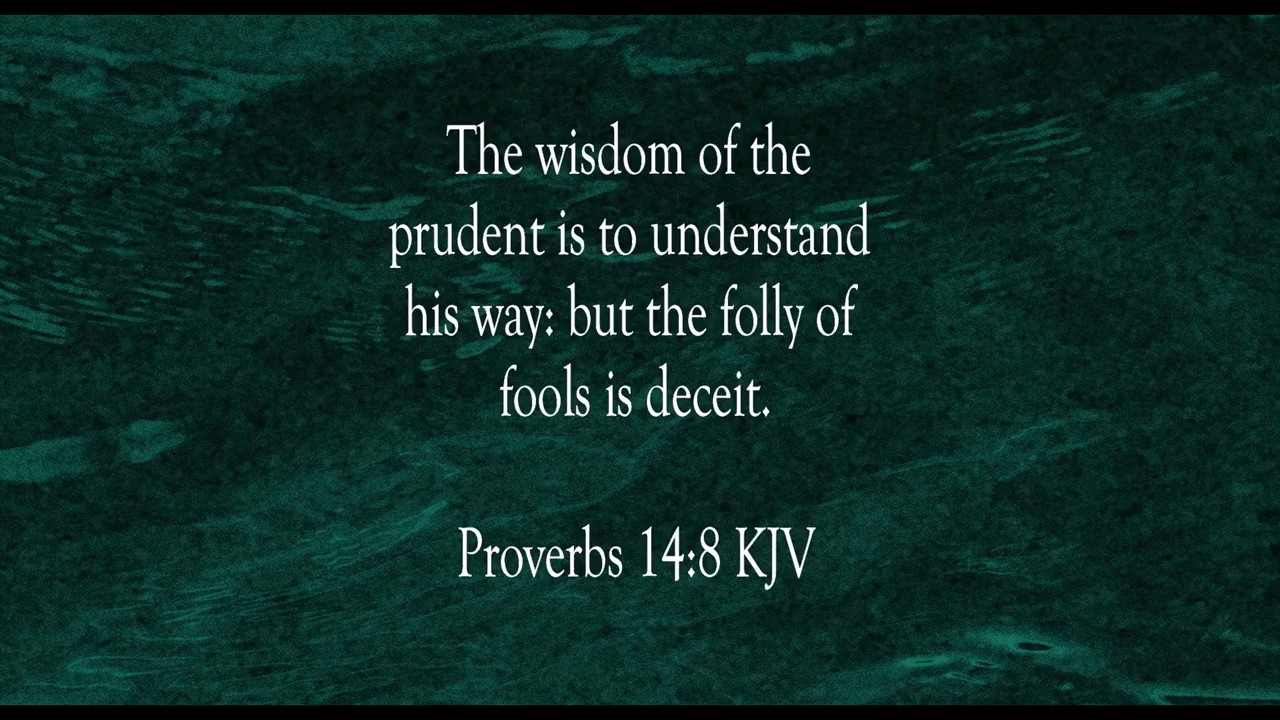 The wisdom of the
prudent is to understand
his way: but the folly of
fools is deceit.
Proverbs 14:8 KJV